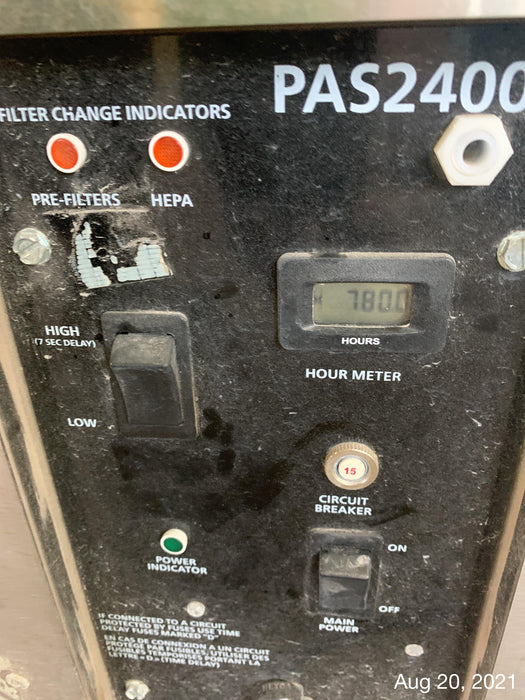 PAS2400
FILTER CHANGE INDICATORS
PRE-FILTERS HEPA
HIGH
(7 SEC DELAY)
LOW
7800
HOURS
HOUR METER
15
CIRCUIT
BREAKER
POWER
INDICATOR
ON
OFF
MAIN
POWER
IF CONNECTED TO A CIRCUIT
PROTECTED BY FUSES USE TIME
DELAY FUSES MARKED "D"
EN CAS DE CONNEXION A UN CIRCUIT
PROTÉGÉ PAR FUSIBLES, UTILISER DES
FUSIBLES TEMPORISES PORTANT LA
LETTRE « D » (TIME DELAY)
Aug 20, 2021